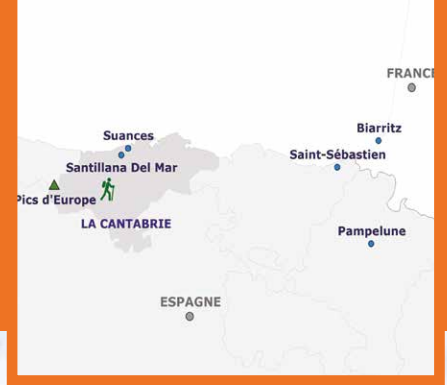 FRANC
Biarritz
Suances
Saint-Sébastien
Santillana Del Mar
Pics d'Europe
LA CANTABRIE
Pampelune
ESPAGNE